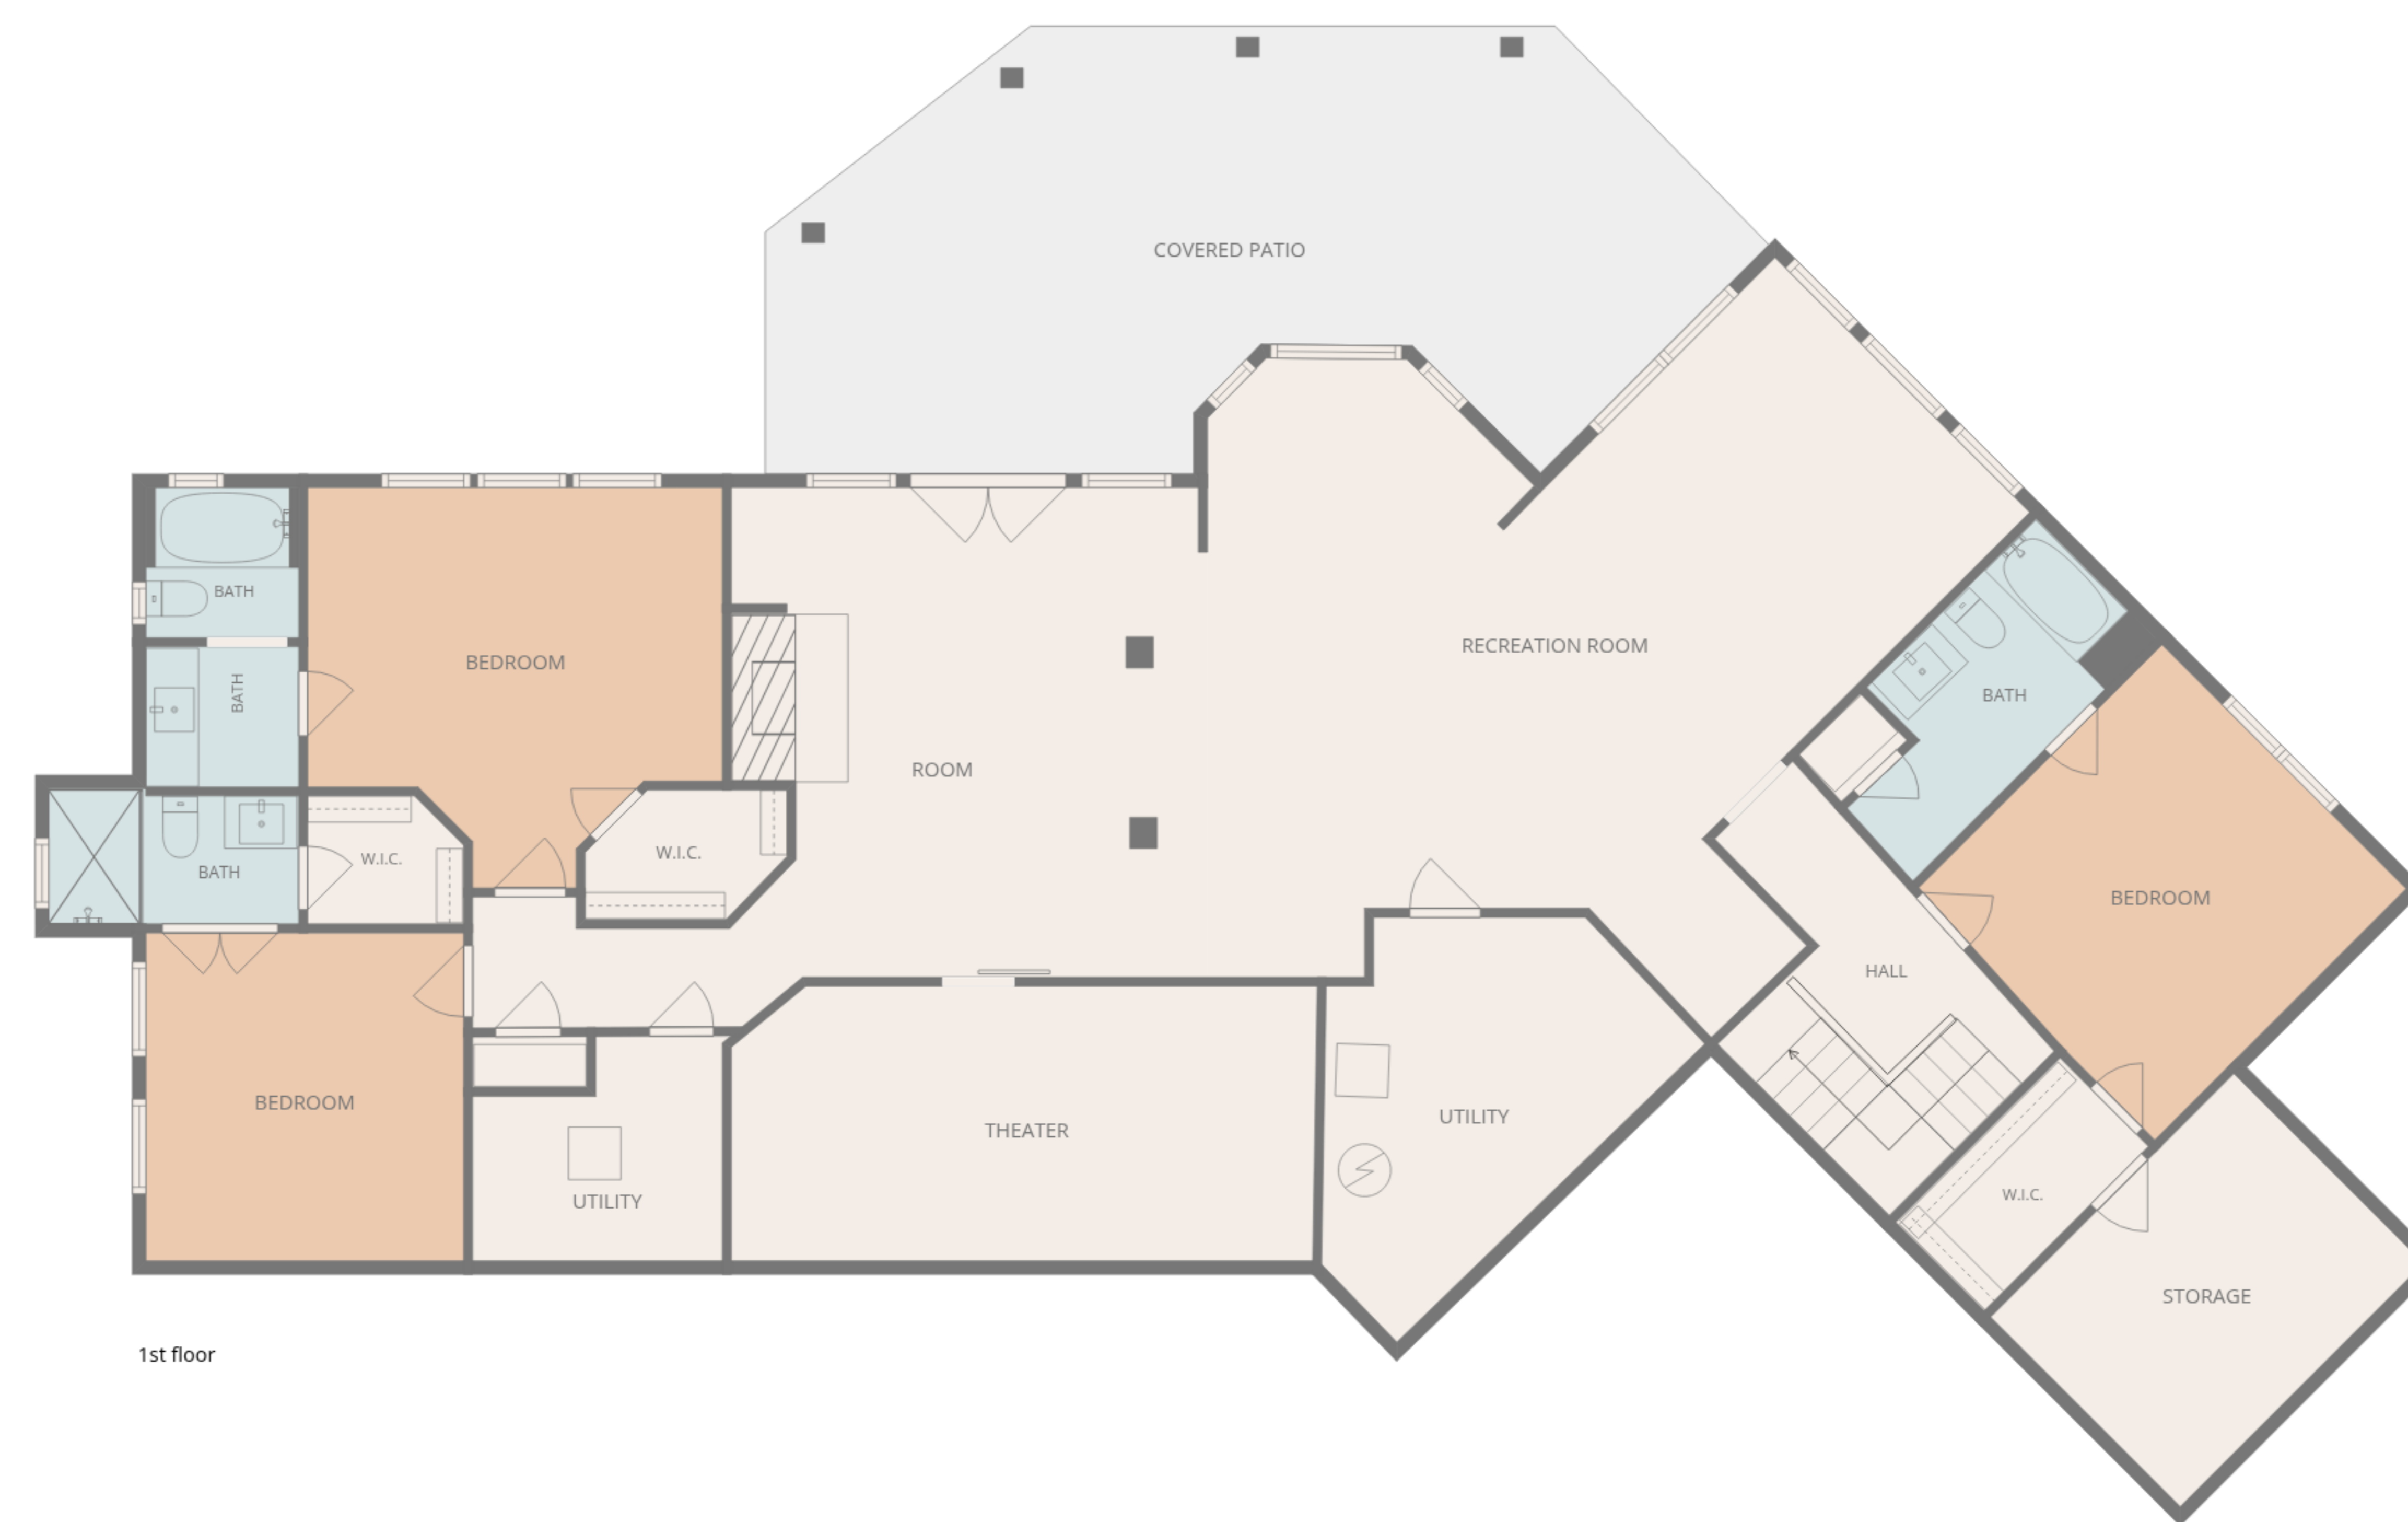 COVERED PATIO
BATH
RECREATION ROOM
BEDROOM
BATH
BATH
ROOM
W.I.C.
W.I.C.
BATH
BEDROOM
HALL
BEDROOM
UTILITY
THEATER
W.I.C.
UTILITY
STORAGE
1st floor